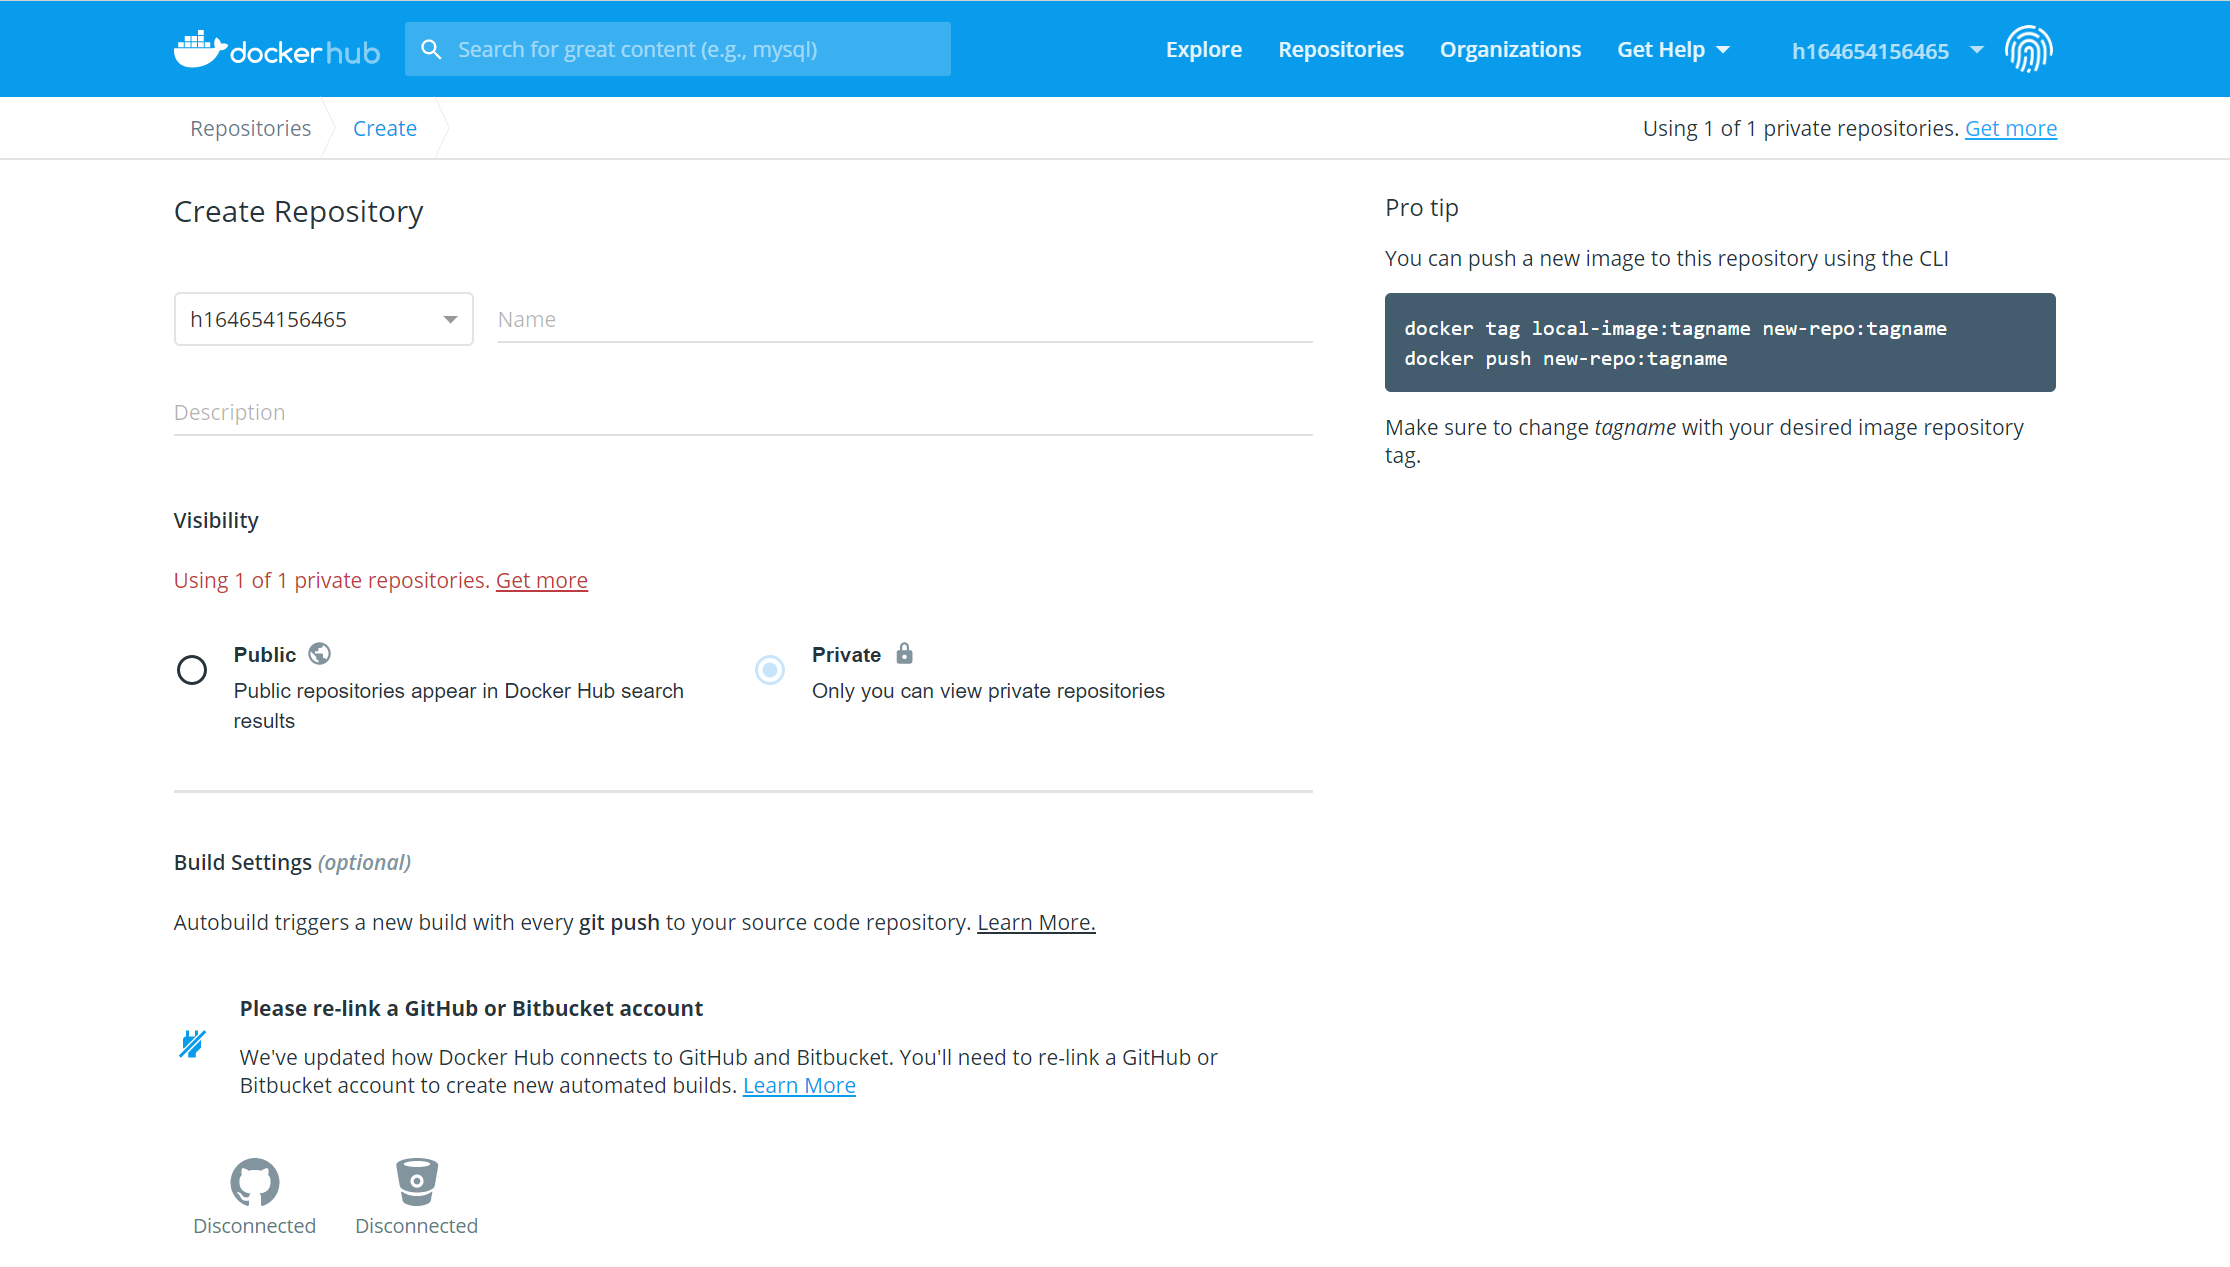 docker hub
Search for great content (e.g., mysql)
Explore
Repositories
Organizations
Get Help
h164654156465
Repositories
Create
Using 1 of 1 private repositories. Get more
Create Repository
h164654156465
Name
Description
Visibility
Using 1 of 1 private repositories. Get more
Public
Public repositories appear in Docker Hub search
results
Private
Only you can view private repositories
Build Settings (optional)
Autobuild triggers a new build with every git push to your source code repository. Learn More.
Please re-link a GitHub or Bitbucket account
We've updated how Docker Hub connects to GitHub and Bitbucket. You'll need to re-link a GitHub or
Bitbucket account to create new automated builds. Learn More
Disconnected
Disconnected
Pro tip
You can push a new image to this repository using the CLI
docker tag local-image:tagname new-repo:tagname
docker push new-repo:tagname
Make sure to change tagname with your desired image repository
tag.